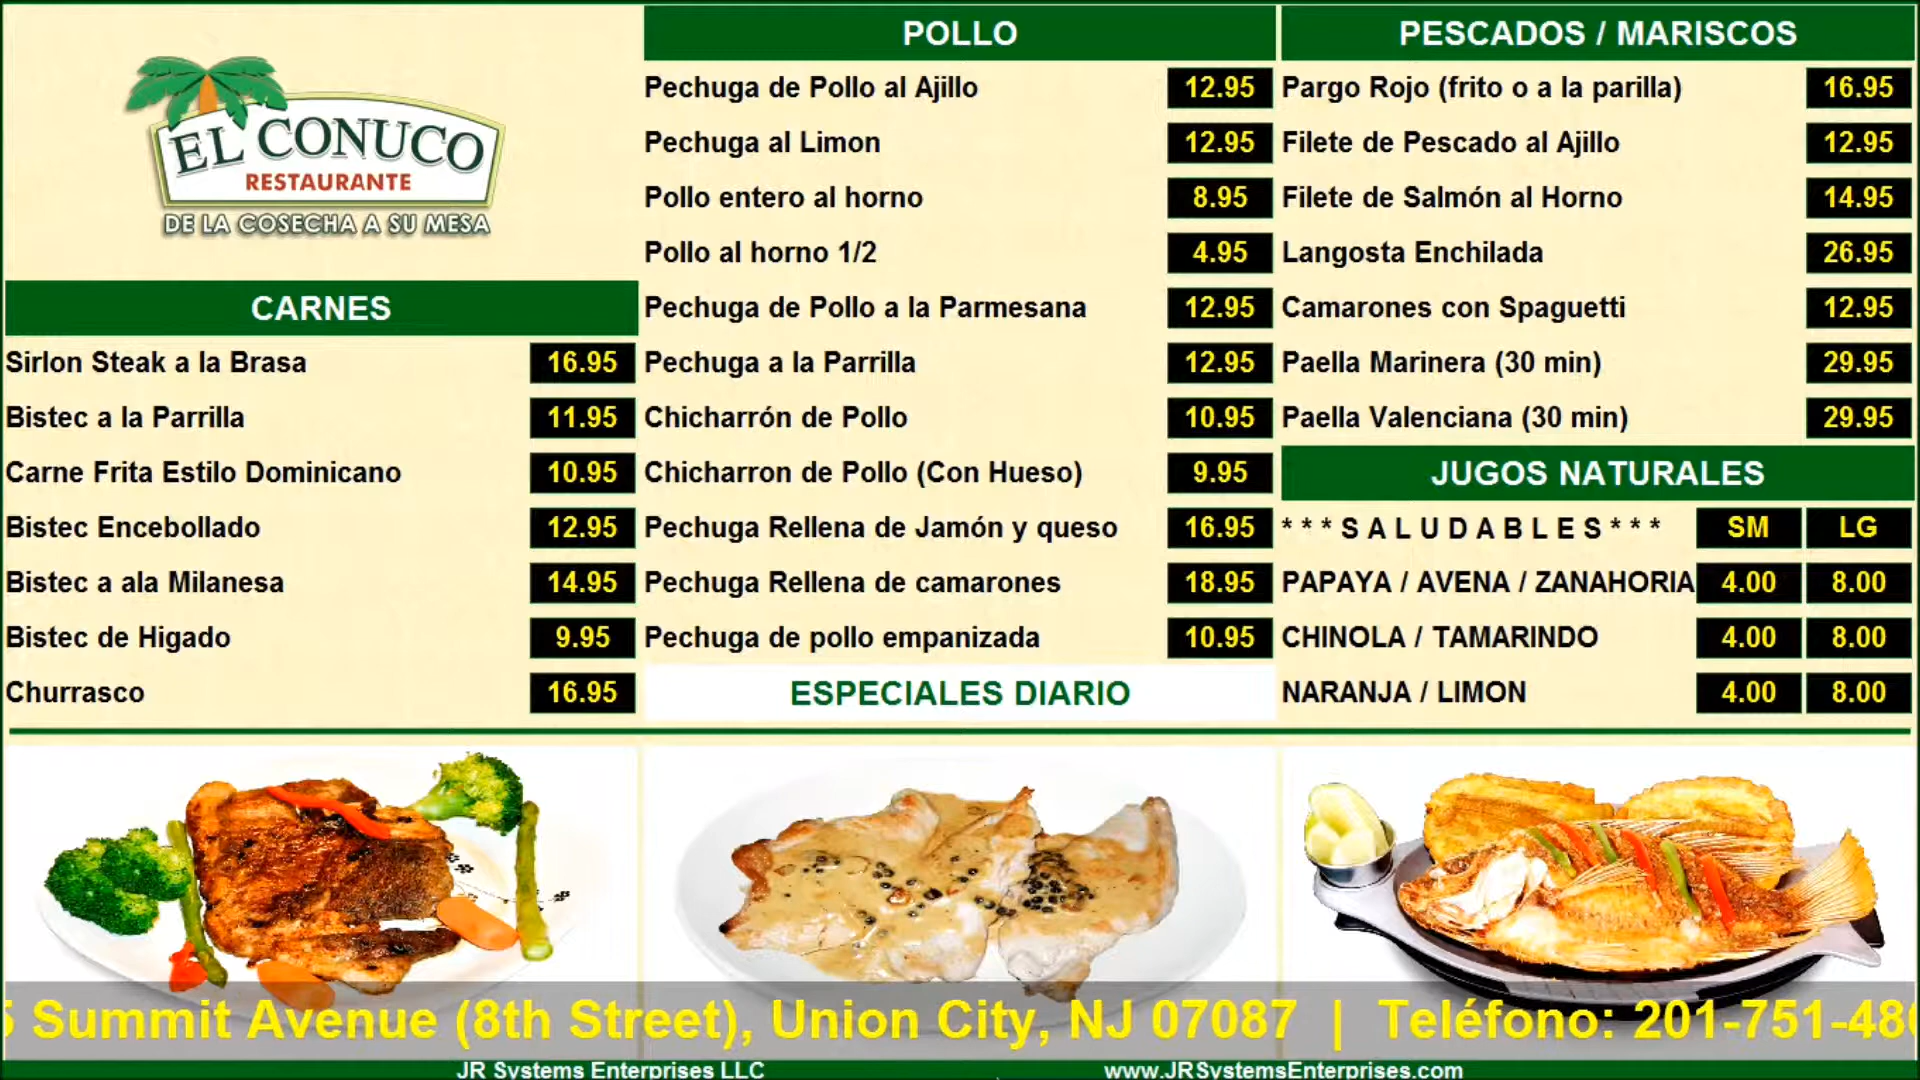 EL CONUCO
RESTAURANTE
DE LA COSECHA A SU MESA
CARNES
Sirlon Steak a la Brasa 16.95
Bistec a la Parrilla 11.95
Carne Frita Estilo Dominicano 10.95
Bistec Encebollado 12.95
Bistec a ala Milanesa 14.95
Bistec de Higado 9.95
Churrasco 16.95
POLLO
Pechuga de Pollo al Ajillo 12.95
Pechuga al Limon 12.95
Pollo entero al horno 8.95
Pollo al horno 1/2 4.95
Pechuga de Pollo a la Parmesana 12.95
Pechuga a la Parrilla 12.95
Chicharrón de Pollo 10.95
Chicharron de Pollo (Con Hueso) 9.95
Pechuga Rellena de Jamón y queso 16.95
Pechuga Rellena de camarones 18.95
Pechuga de pollo empanizada 10.95
ESPECIALES DIARIO
PESCADOS / MARISCOS
Pargo Rojo (frito o a la parilla) 16.95
Filete de Pescado al Ajillo 12.95
Filete de Salmón al Horno 14.95
Langosta Enchilada 26.95
Camarones con Spaguetti 12.95
Paella Marinera (30 min) 29.95
Paella Valenciana (30 min) 29.95
JUGOS NATURALES
* * * S A L U D A B L E S * * * SM LG
PAPAYA / AVENA / ZANAHORIA 4.00 8.00
CHINOLA / TAMARINDO 4.00 8.00
NARANJA / LIMON 4.00 8.00
Summit Avenue (8th Street), Union City, NJ 07087 | Teléfono: 201-751-48
JR Systems Enterprises LLC www.JRSystemsEnterprises.com